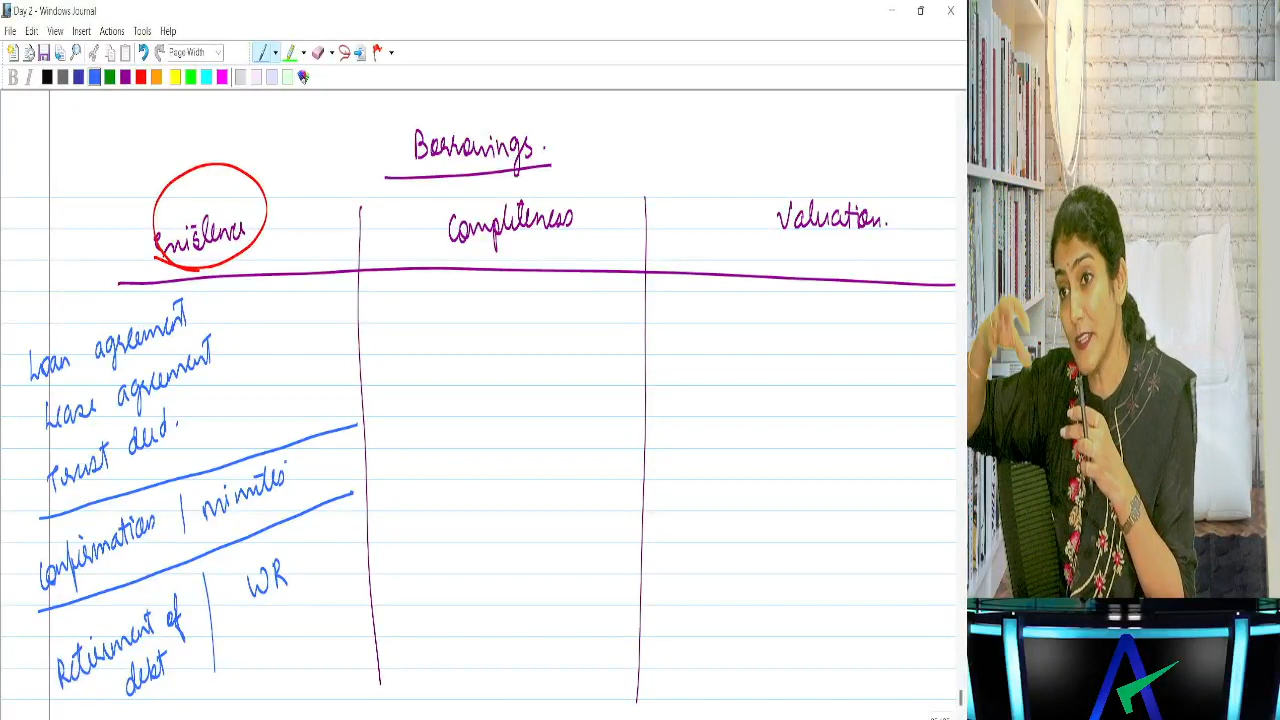 Day 2 - Windows Journal
File Edit View Insert Actions Tools Help
Page Width
B I
Borrowings.
Existence
Completeness
Valuation.
Loan agreement
Lease agreement
Trust deed.
Confirmations | minutes
Retirement of debt | WR